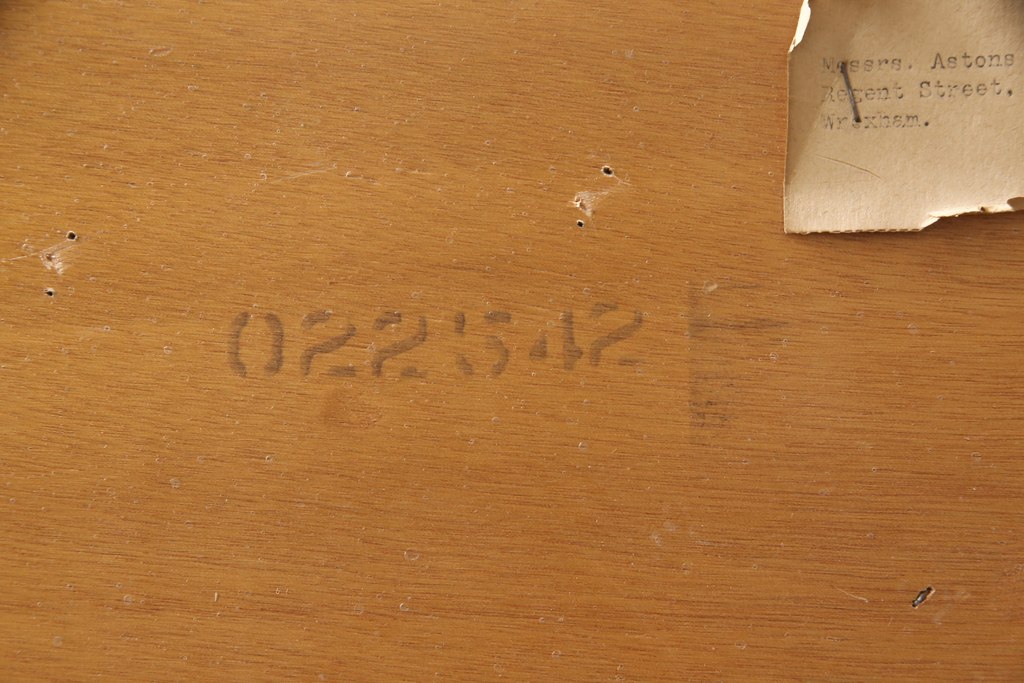 Messrs. Astons
Regent Street,
Wrexham.
022542